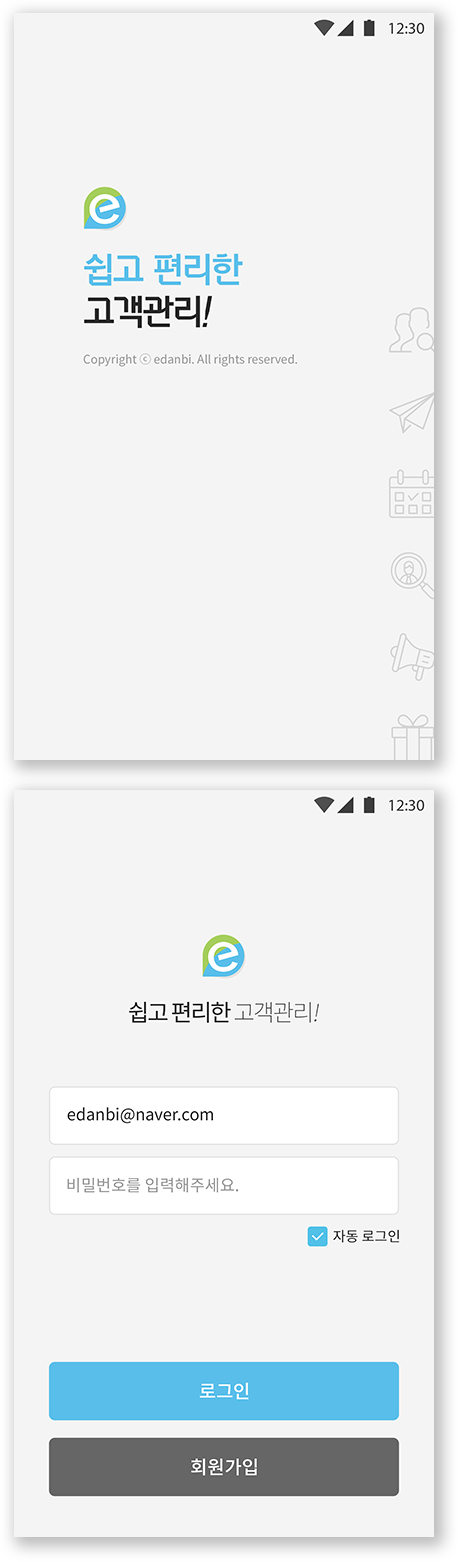 12:30
e
쉽고 편리한
고객관리!
Copyright ⓒ edanbi. All rights reserved.
12:30
e
쉽고 편리한 고객관리!
edanbi@naver.com
비밀번호를 입력해주세요.
자동 로그인
로그인
회원가입